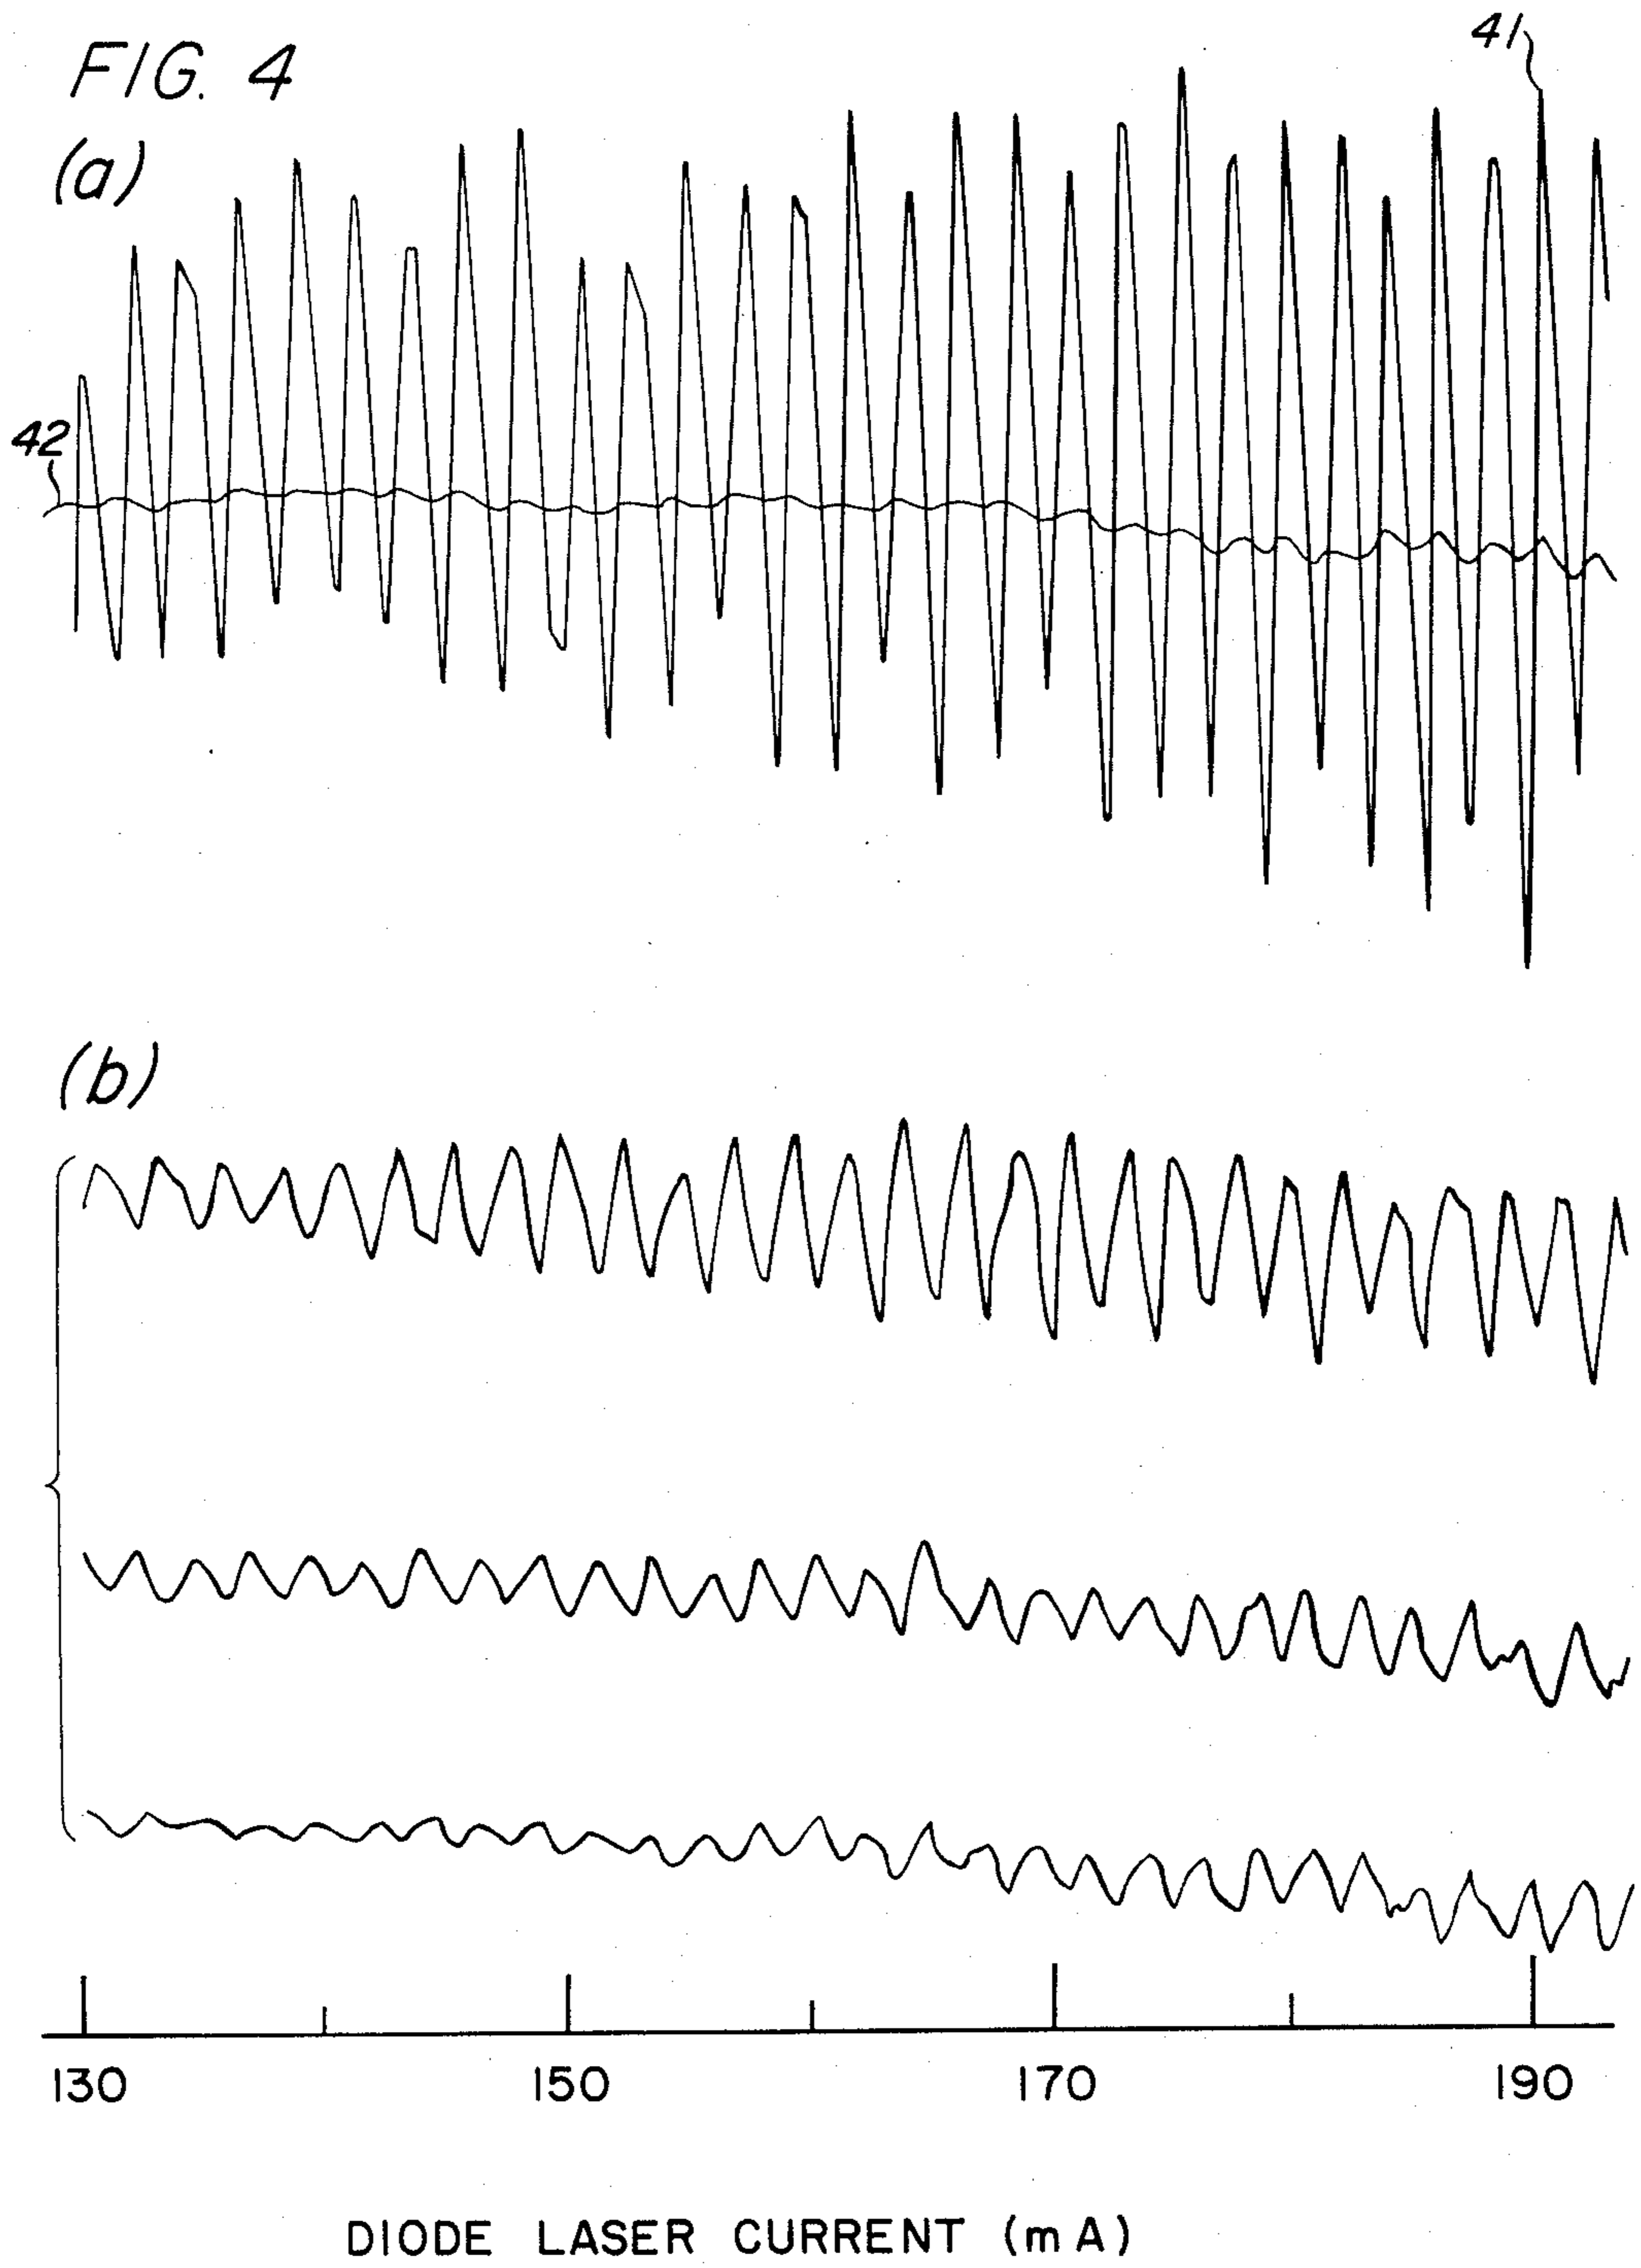 FIG. 4
41
(a)
42
(b)
130 150 170 190
DIODE LASER CURRENT (mA)